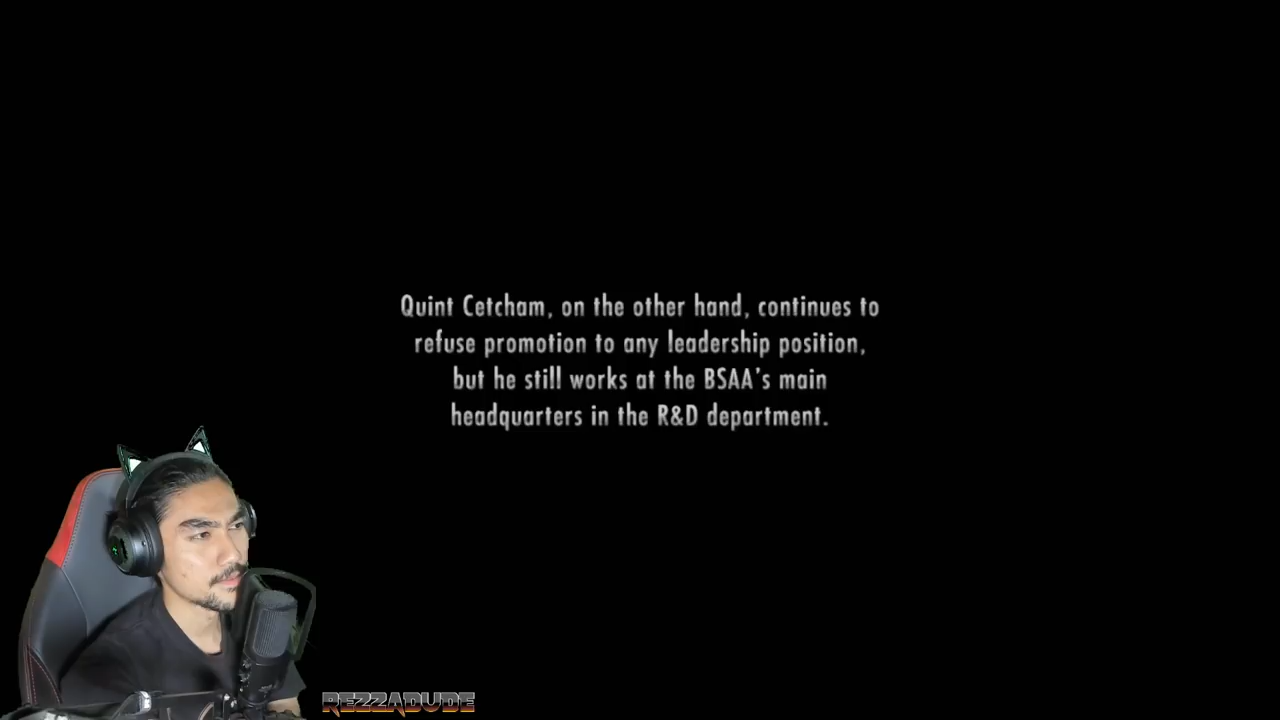 Quint Cetcham, on the other hand, continues to
refuse promotion to any leadership position,
but he still works at the BSAA's main
headquarters in the R&D department.
REZZADUDE